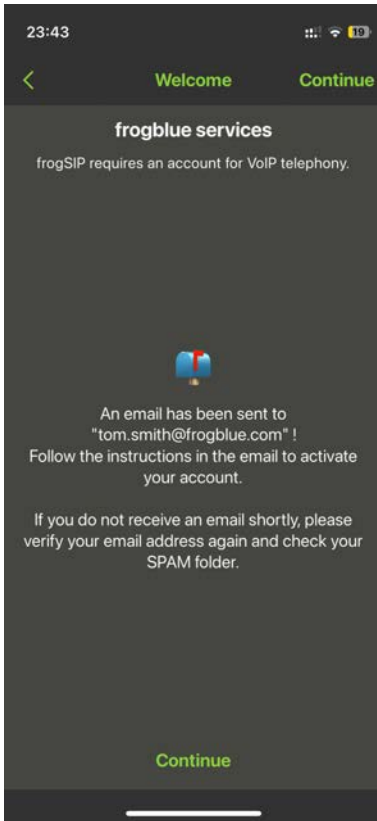 23:43
19
Welcome
Continue
frogblue services
frogSIP requires an account for VoIP telephony.
An email has been sent to
"tom.smith@frogblue.com" !
Follow the instructions in the email to activate
your account.
If you do not receive an email shortly, please
verify your email address again and check your
SPAM folder.
Continue